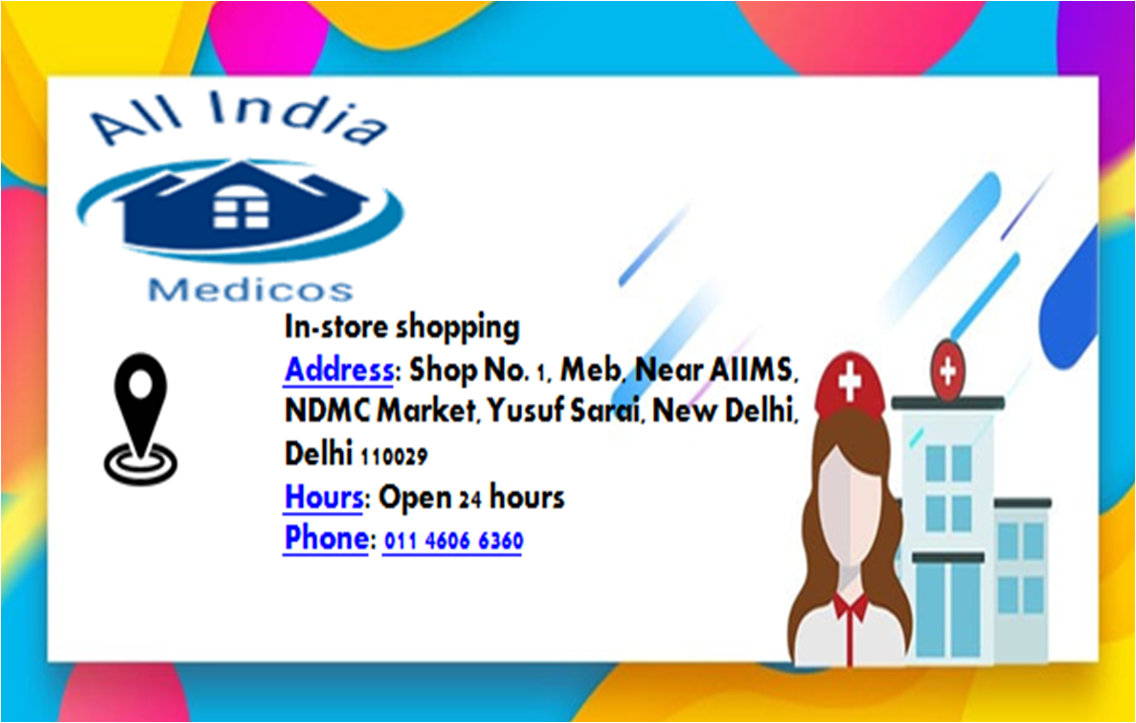 All India
Medicos
In-store shopping
Address: Shop No. 1, Meb, Near AIIMS,
NDMC Market, Yusuf Sarai, New Delhi,
Delhi 110029
Hours: Open 24 hours
Phone: 011 4606 6360